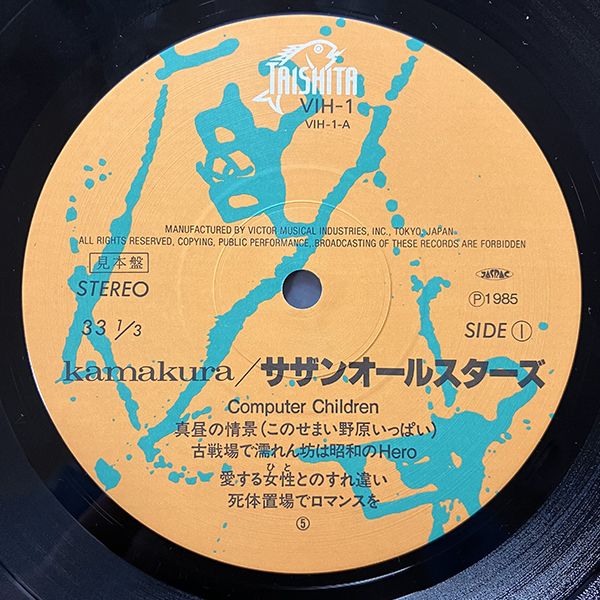 TAISHITA
VIH-1
VIH-1-A
MANUFACTURED BY VICTOR MUSICAL INDUSTRIES, INC., TOKYO, JAPAN
ALL RIGHTS RESERVED, COPYING, PUBLIC PERFORMANCE, BROADCASTING OF THESE RECORDS ARE FORBIDDEN
見本盤
JASRAC
STEREO
Ⓟ1985
33 1/3
SIDE ①
kamakura/サザンオールスターズ
Computer Children
真昼の情景(このせまい野原いっぱい)
古戦場で濡れん坊は昭和のHero
ひと
愛する女性とのすれ違い
死体置場でロマンスを
⑤